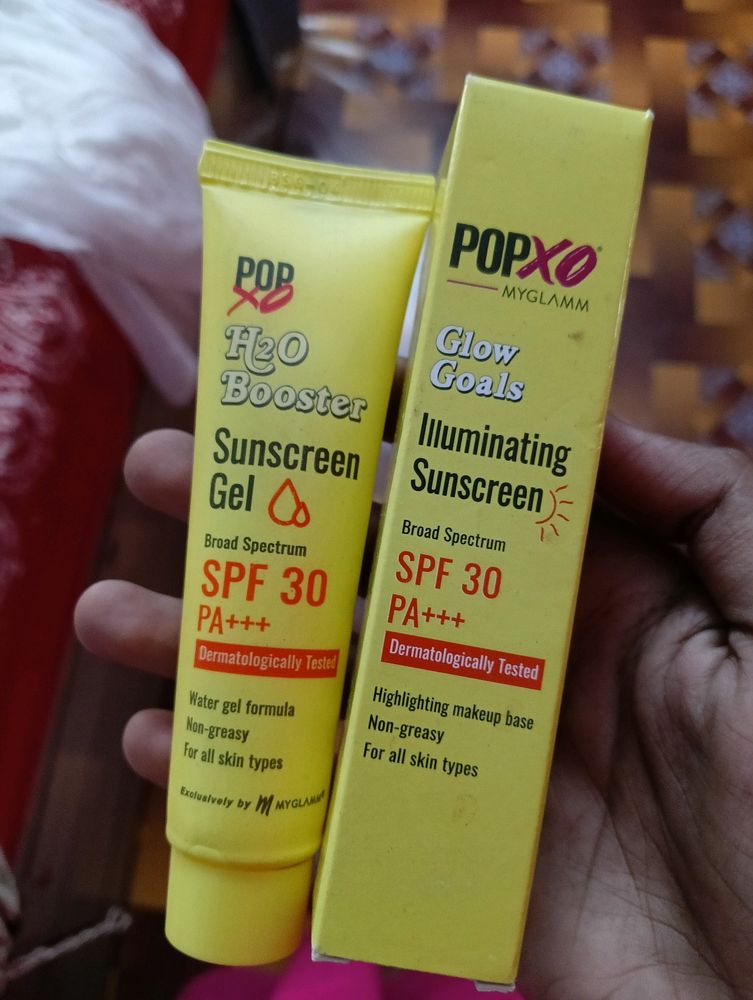 POP
XO
H2O
Booster
Sunscreen
Gel
Broad Spectrum
SPF 30
PA+++
Dermatologically Tested
Water gel formula
Non-greasy
For all skin types
Exclusively by M MYGLAMM
POPXO
MYGLAMM
Glow
Goals
Illuminating
Sunscreen
Broad Spectrum
SPF 30
PA+++
Dermatologically Tested
Highlighting makeup base
Non-greasy
For all skin types